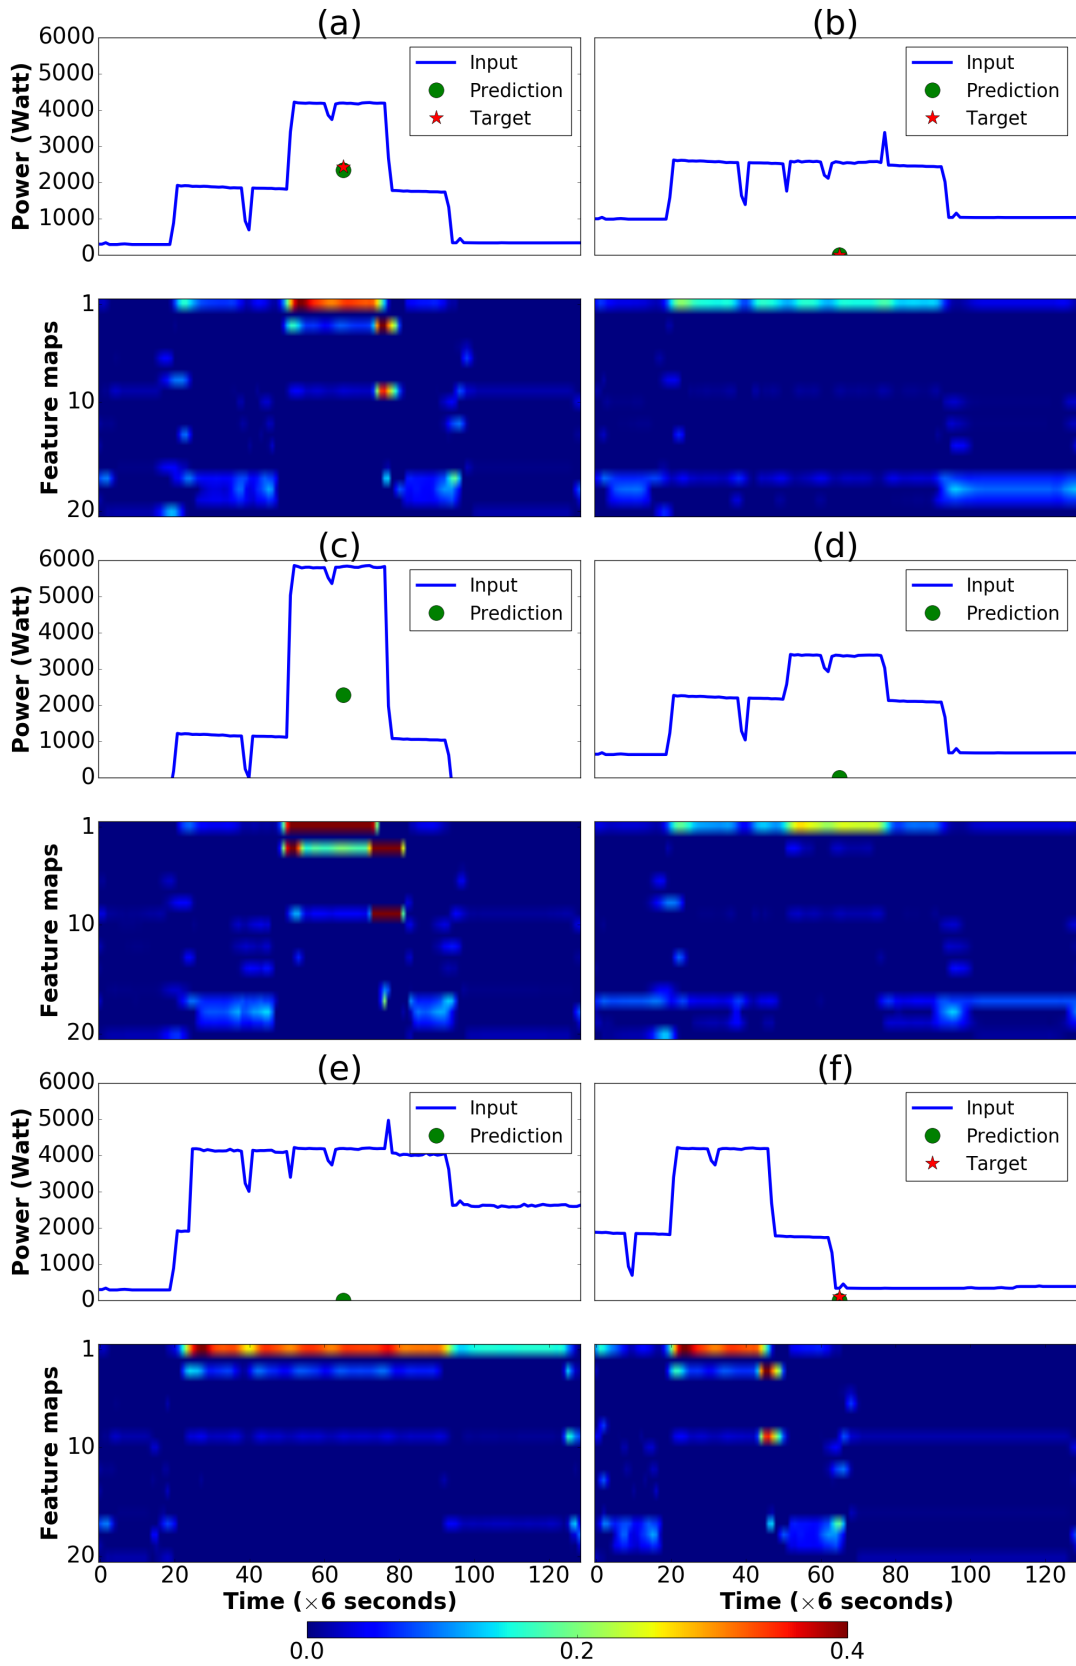 (a)
(b)
6000
5000
4000
3000
2000
1000
0
Power (Watt)
Input
Prediction
Target
Input
Prediction
Target
1
10
20
Feature maps
(c)
(d)
6000
5000
4000
3000
2000
1000
0
Power (Watt)
Input
Prediction
Input
Prediction
1
10
20
Feature maps
(e)
(f)
6000
5000
4000
3000
2000
1000
0
Power (Watt)
Input
Prediction
Input
Prediction
Target
1
10
20
Feature maps
0 20 40 60 80 100 120
0 20 40 60 80 100 120
Time (×6 seconds)
Time (×6 seconds)
0.0 0.2 0.4